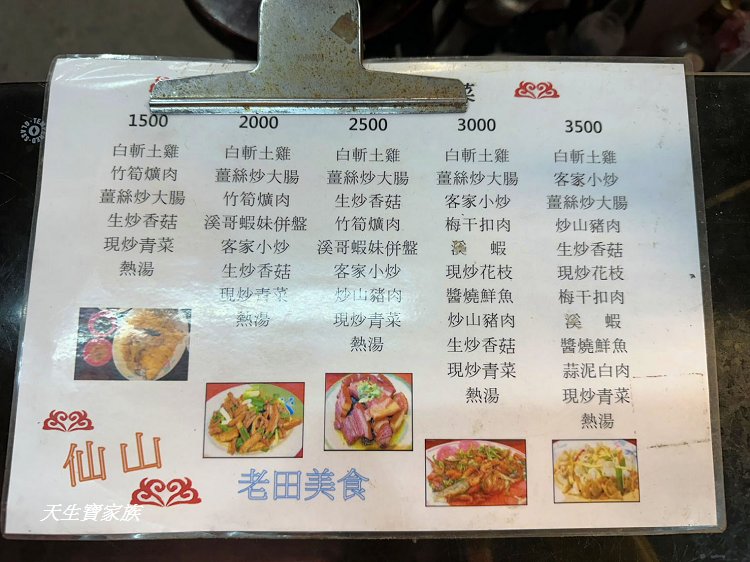 菜
1500
白斬土雞
竹筍爌肉
薑絲炒大腸
生炒香菇
現炒青菜
熱湯
2000
白斬土雞
薑絲炒大腸
竹筍爌肉
溪哥蝦妹併盤
客家小炒
生炒香菇
現炒青菜
熱湯
2500
白斬土雞
薑絲炒大腸
生炒香菇
竹筍爌肉
溪哥蝦妹併盤
客家小炒
炒山豬肉
現炒青菜
熱湯
3000
白斬土雞
薑絲炒大腸
客家小炒
梅干扣肉
溪 蝦
現炒花枝
醬燒鮮魚
炒山豬肉
生炒香菇
現炒青菜
熱湯
3500
白斬土雞
客家小炒
薑絲炒大腸
炒山豬肉
生炒香菇
現炒花枝
梅干扣肉
溪 蝦
醬燒鮮魚
蒜泥白肉
現炒青菜
熱湯
仙山
老田美食
天生寶家族